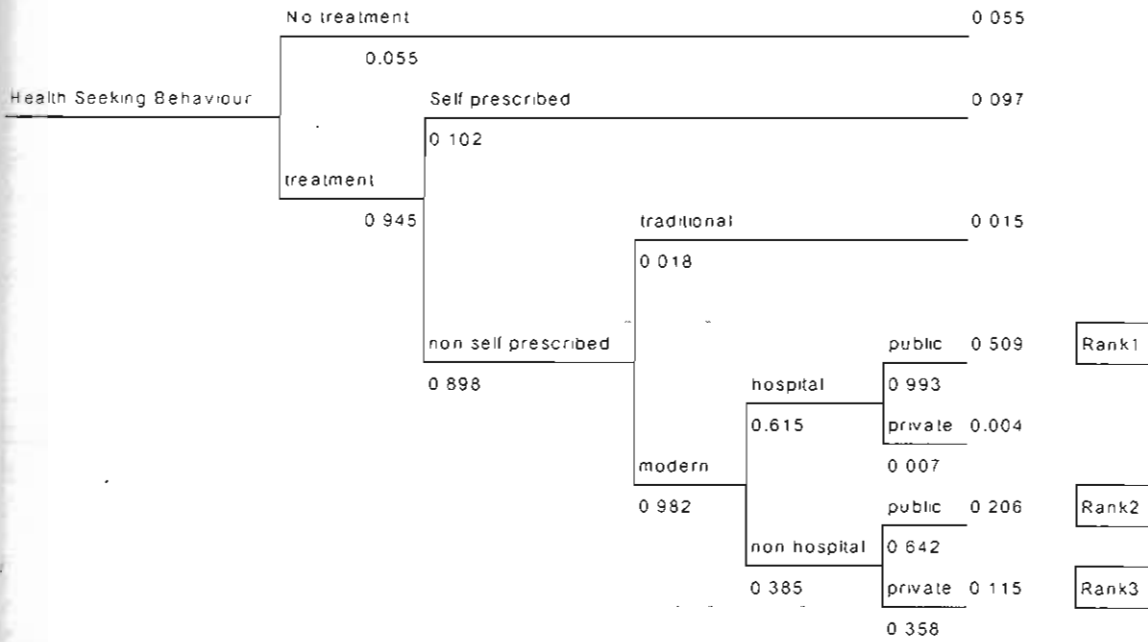 No treatment 0 055
0.055
Health Seeking Behaviour
Self prescribed 0 097
0 102
treatment
0 945
traditional 0 015
0 018
non self prescribed
0 898
public 0 509 Rank1
hospital 0 993
0.615 private 0.004
modern 0 007
0 982
public 0 206 Rank2
non hospital 0 642
0 385 private 0 115 Rank3
0 358